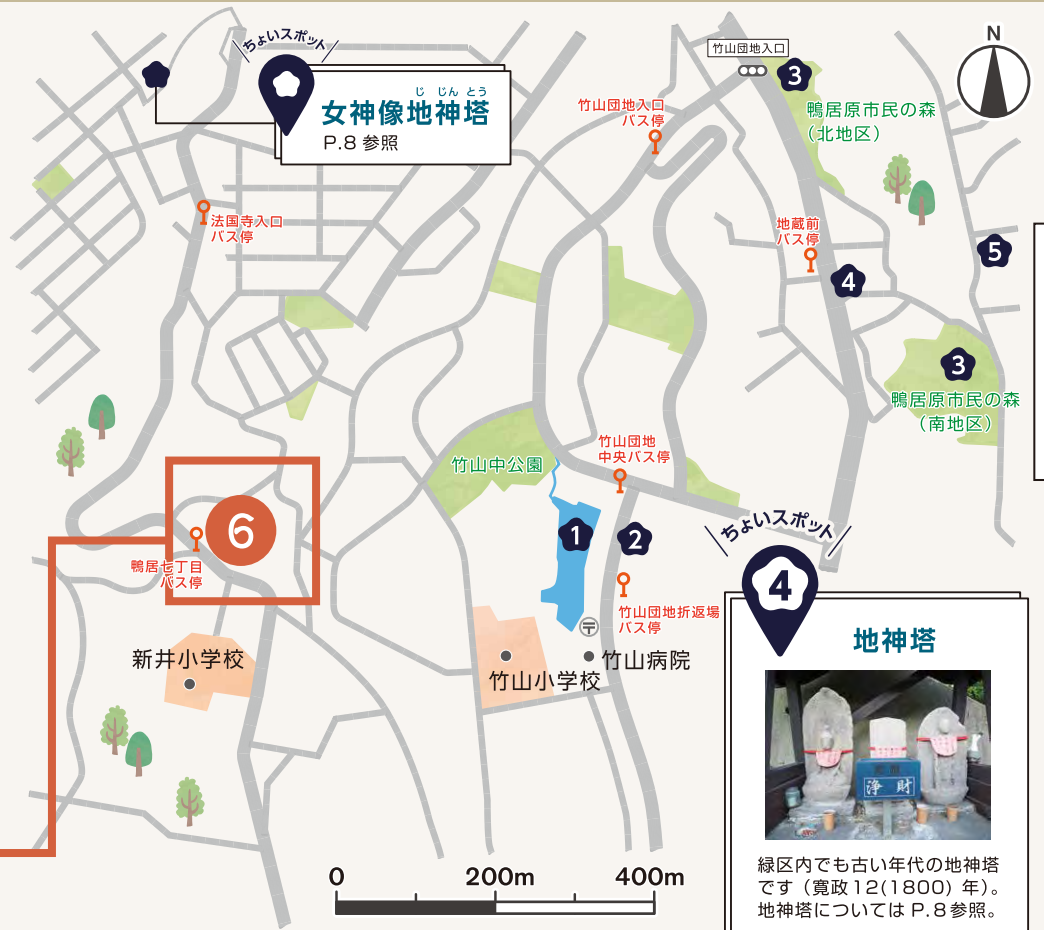 ちょいスポット
じ じん とう
女神像地神塔
P.8 参照
竹山団地入口
N
3
鴨居原市民の森
（北地区）
竹山団地入口
バス停
法国寺入口
バス停
地蔵前
バス停
4
5
3
鴨居原市民の森
（南地区）
竹山中公園
竹山団地
中央バス停
6
鴨居七丁目
バス停
1
2
竹山団地折返場
バス停
新井小学校
竹山小学校
竹山病院
ちょいスポット
4
地神塔
浄財
緑区内でも古い年代の地神塔
です（寛政12(1800) 年）。
地神塔については P.8 参照。
0 200m 400m